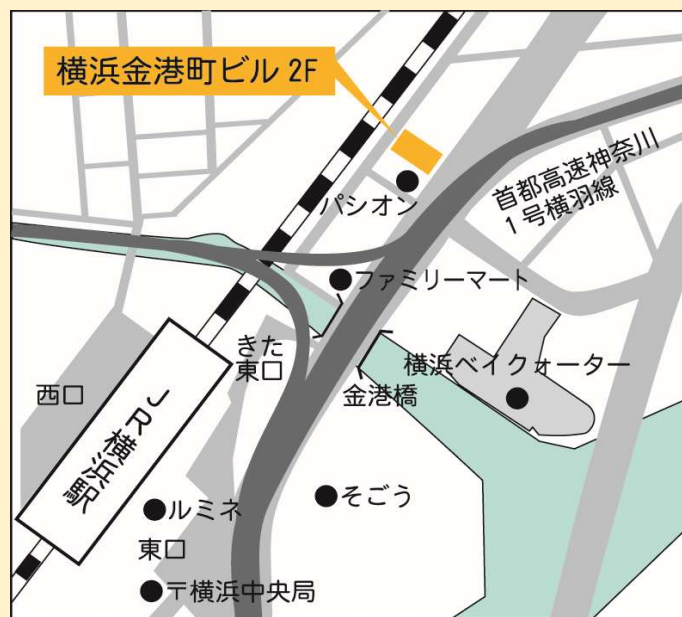 横浜金港町ビル 2F
首都高速神奈川
1号横羽線
パシオン
ファミリーマート
きた
東口
横浜ベイクォーター
金港橋
西口
JR横浜駅
ルミネ
そごう
東口
〒横浜中央局